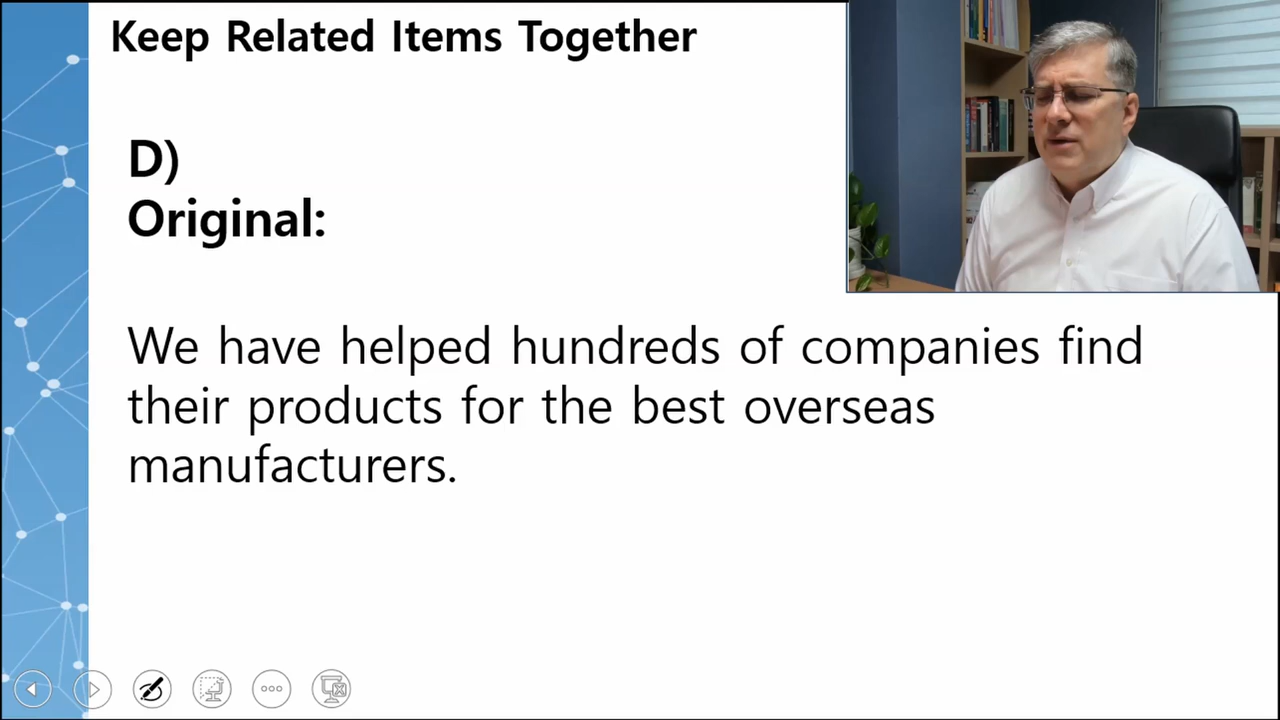 Keep Related Items Together
D)
Original:
We have helped hundreds of companies find
their products for the best overseas
manufacturers.